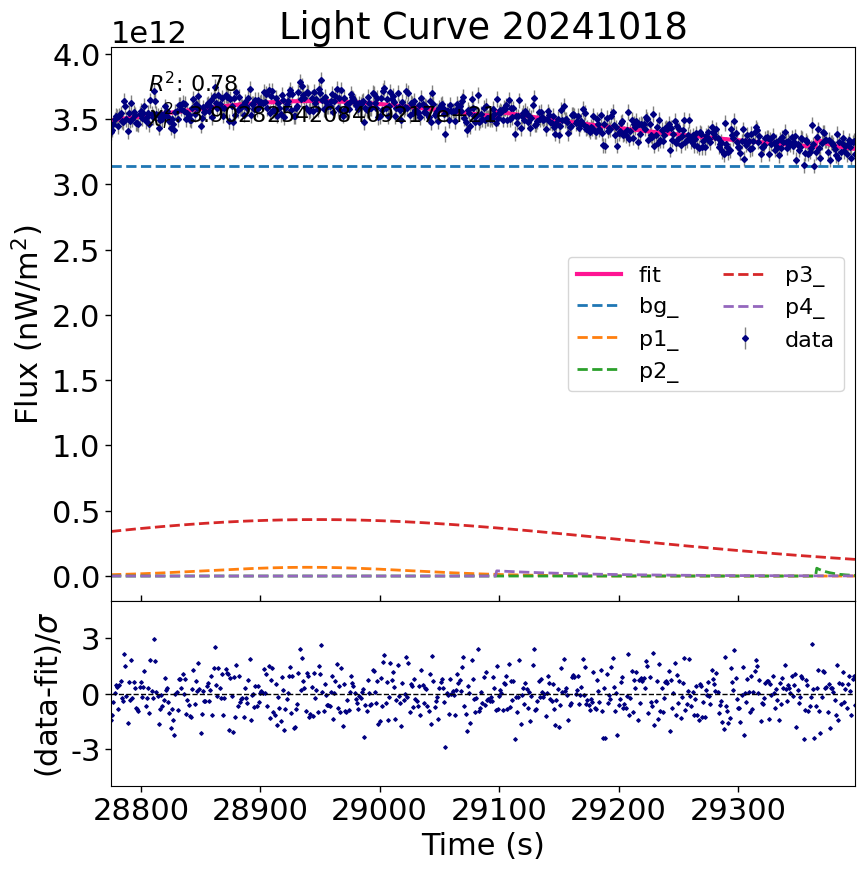 Light Curve 20241018
1e12
4.0
3.5
3.0
2.5
2.0
1.5
1.0
0.5
0.0
Flux (nW/m²)
R²: 0.78
fit
bg_
p1_
p2_
p3_
p4_
data
3
0
-3
(data-fit)/σ
28800 28900 29000 29100 29200 29300
Time (s)